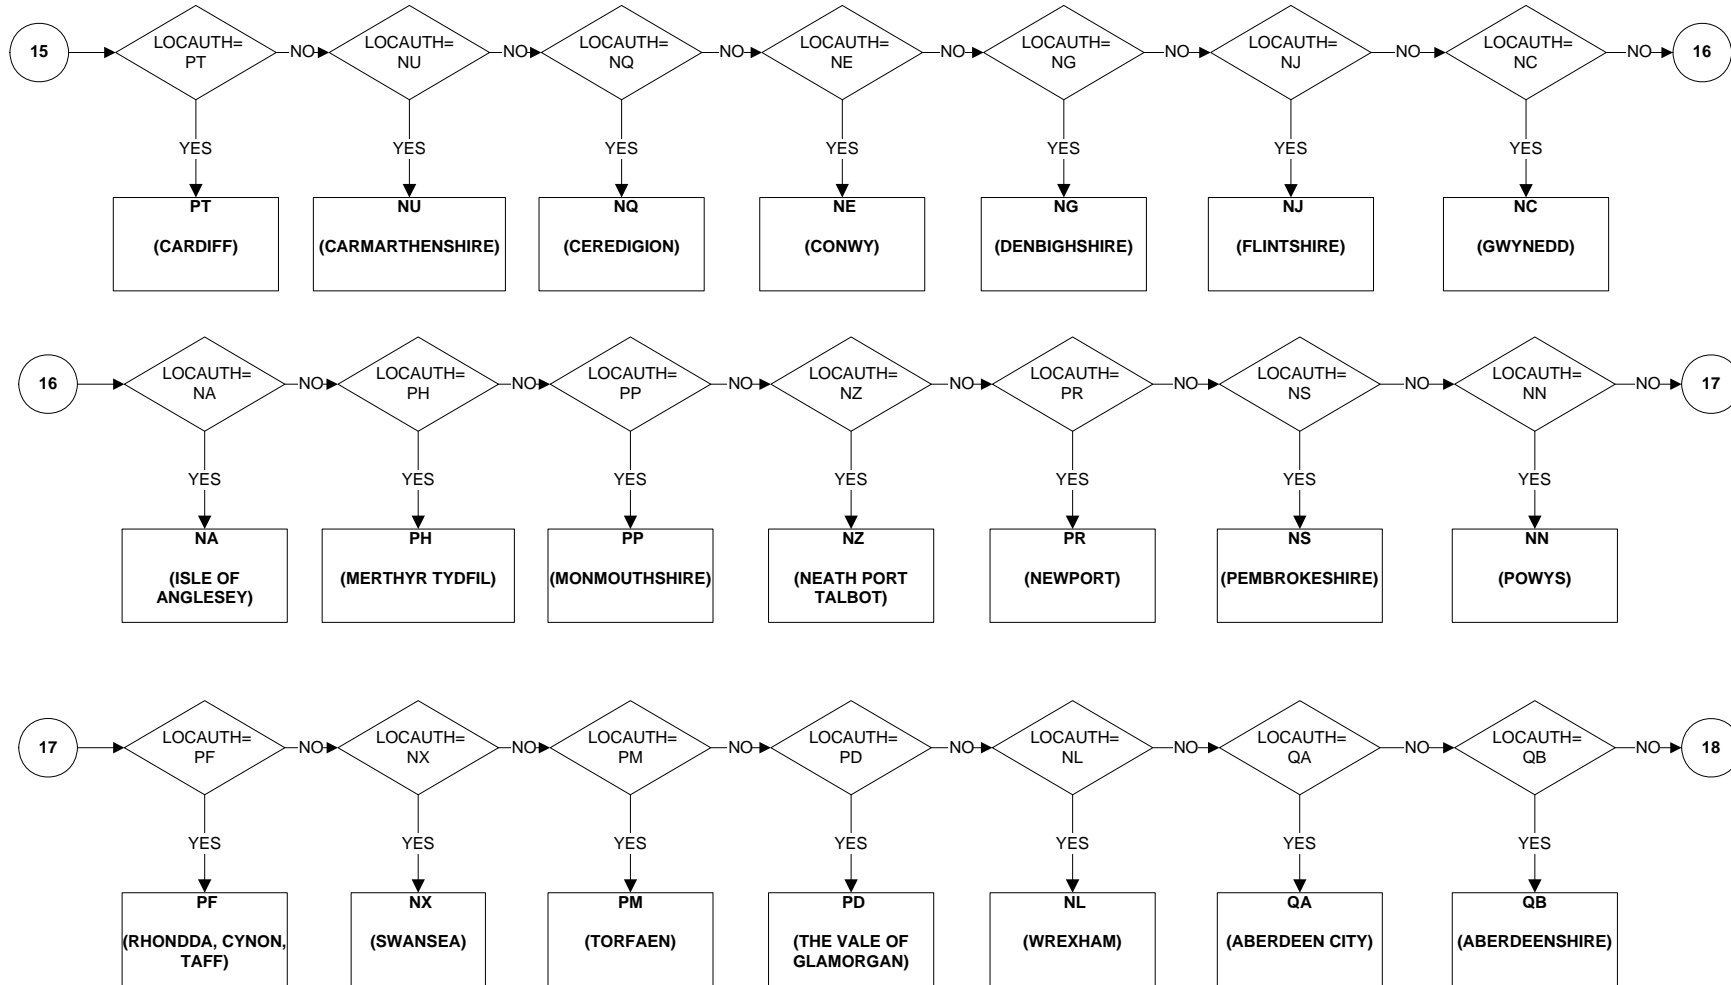 15
LOCAUTH=
PT
NO
LOCAUTH=
NU
NO
LOCAUTH=
NQ
NO
LOCAUTH=
NE
NO
LOCAUTH=
NG
NO
LOCAUTH=
NJ
NO
LOCAUTH=
NC
NO
16
YES
YES
YES
YES
YES
YES
YES
PT
(CARDIFF)
NU
(CARMARTHENSHIRE)
NQ
(CEREDIGION)
NE
(CONWY)
NG
(DENBIGHSHIRE)
NJ
(FLINTSHIRE)
NC
(GWYNEDD)
16
LOCAUTH=
NA
NO
LOCAUTH=
PH
NO
LOCAUTH=
PP
NO
LOCAUTH=
NZ
NO
LOCAUTH=
PR
NO
LOCAUTH=
NS
NO
LOCAUTH=
NN
NO
17
YES
YES
YES
YES
YES
YES
YES
NA
(ISLE OF
ANGLESEY)
PH
(MERTHYR TYDFIL)
PP
(MONMOUTHSHIRE)
NZ
(NEATH PORT
TALBOT)
PR
(NEWPORT)
NS
(PEMBROKESHIRE)
NN
(POWYS)
17
LOCAUTH=
PF
NO
LOCAUTH=
NX
NO
LOCAUTH=
PM
NO
LOCAUTH=
PD
NO
LOCAUTH=
NL
NO
LOCAUTH=
QA
NO
LOCAUTH=
QB
NO
18
YES
YES
YES
YES
YES
YES
YES
PF
(RHONDDA, CYNON,
TAFF)
NX
(SWANSEA)
PM
(TORFAEN)
PD
(THE VALE OF
GLAMORGAN)
NL
(WREXHAM)
QA
(ABERDEEN CITY)
QB
(ABERDEENSHIRE)